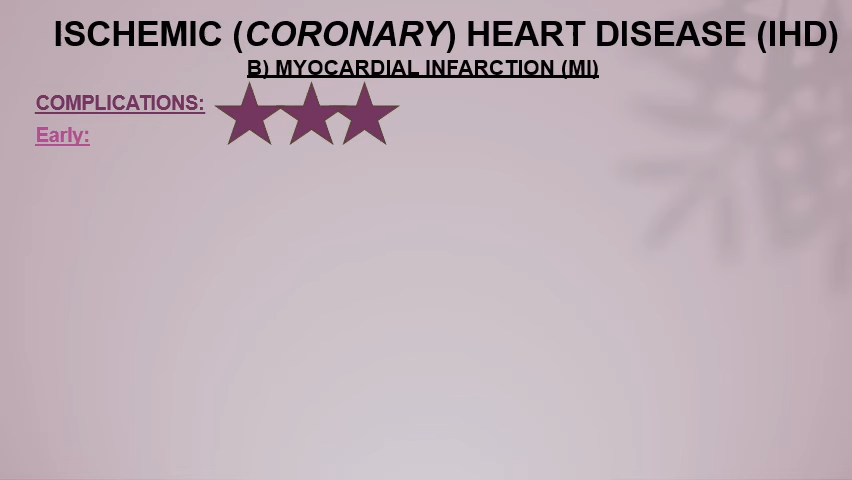 ISCHEMIC (CORONARY) HEART DISEASE (IHD)
B) MYOCARDIAL INFARCTION (MI)
COMPLICATIONS:
Early: